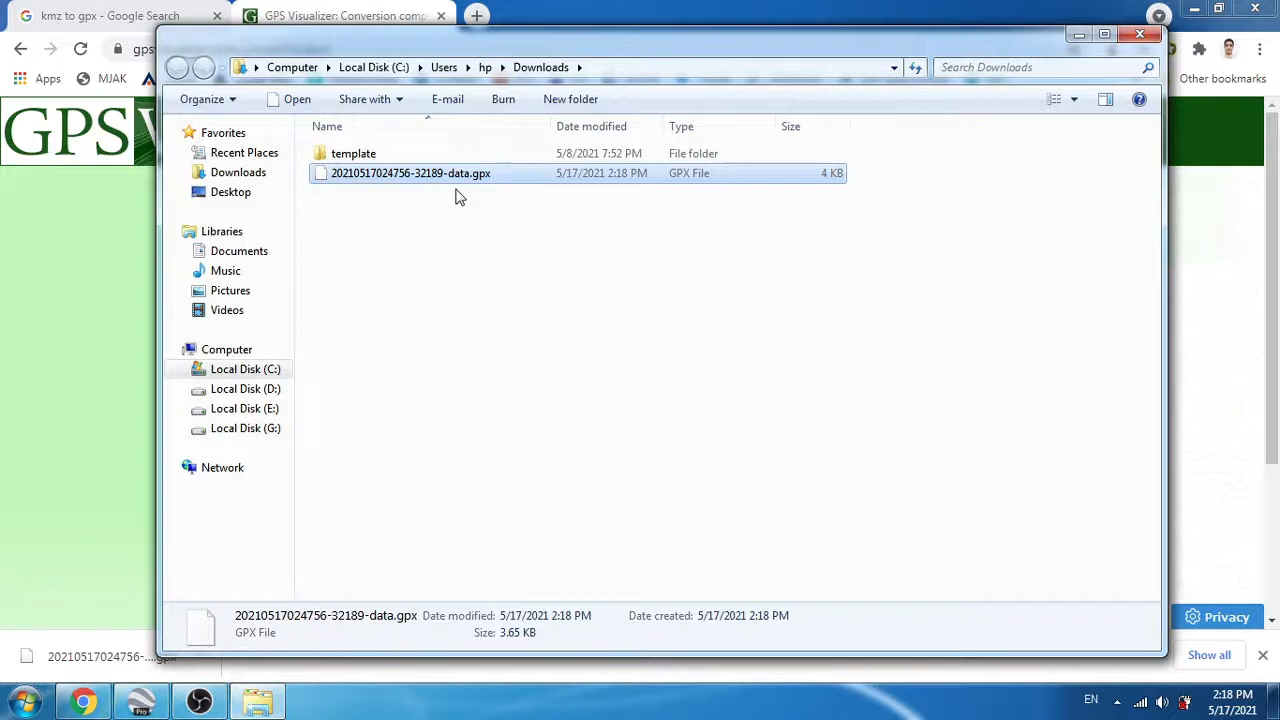 kmz to gpx - Google Search
GPS Visualizer: Conversion comp
Apps
MJAK
Other bookmarks
GPS
Computer
Local Disk (C:)
Users
hp
Downloads
Search Downloads
Organize
Open
Share with
E-mail
Burn
New folder
Name
Date modified
Type
Size
template
5/8/2021 7:52 PM
File folder
20210517024756-32189-data.gpx
5/17/2021 2:18 PM
GPX File
4 KB
Favorites
Recent Places
Downloads
Desktop
Libraries
Documents
Music
Pictures
Videos
Computer
Local Disk (C:)
Local Disk (D:)
Local Disk (E:)
Local Disk (G:)
Network
20210517024756-32189-data.gpx Date modified: 5/17/2021 2:18 PM Date created: 5/17/2021 2:18 PM
GPX File Size: 3.65 KB
Privacy
20210517024756-....gpx
Show all
Pro
EN
2:18 PM
5/17/2021